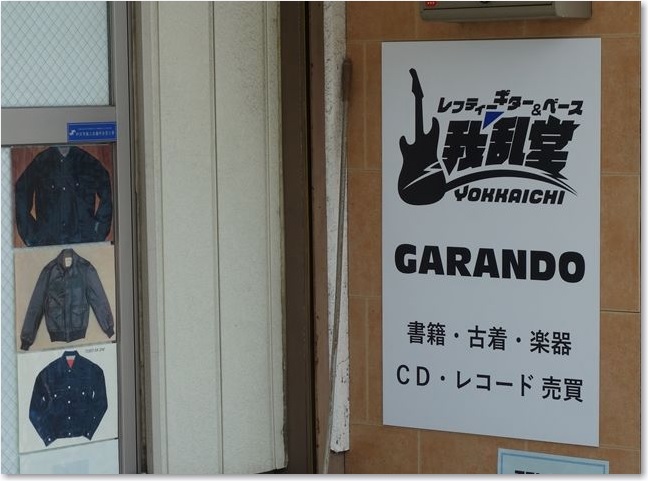 レフティーギター&ベース
我乱堂
YOKKAICHI
GARANDO
書籍・古着・楽器
CD・レコード 売買